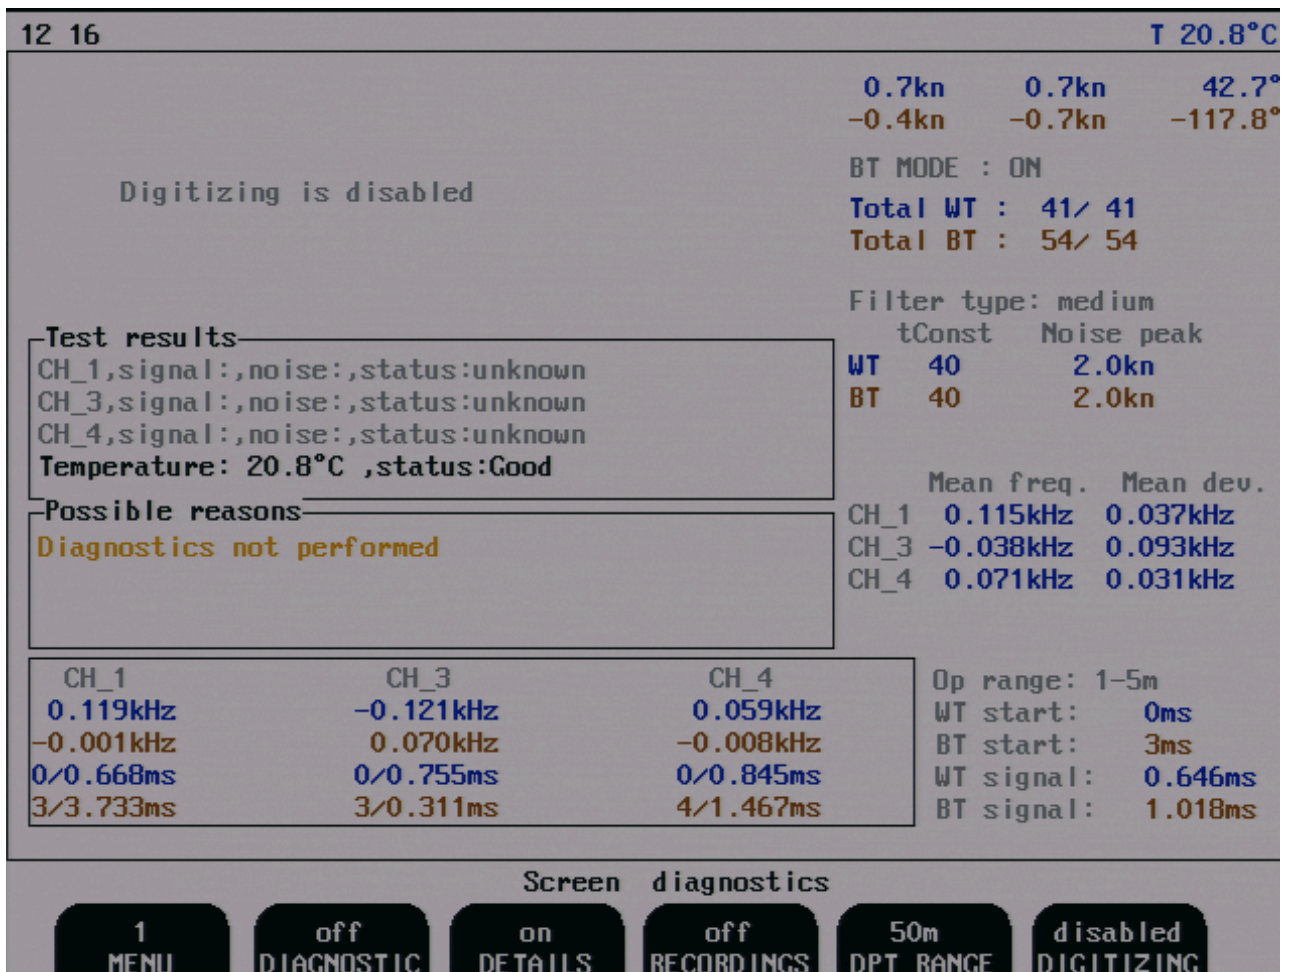 12 16 T 20.8°C
0.7kn 0.7kn 42.7°
-0.4kn -0.7kn -117.8°
BT MODE : ON
Digitizing is disabled
Total WT : 41/ 41
Total BT : 54/ 54
Filter type: medium
tConst Noise peak
WT 40 2.0kn
BT 40 2.0kn
Test results
CH_1,signal:,noise:,status:unknown
CH_3,signal:,noise:,status:unknown
CH_4,signal:,noise:,status:unknown
Temperature: 20.8°C ,status:Good
Possible reasons
Diagnostics not performed
Mean freq. Mean dev.
CH_1 0.115kHz 0.037kHz
CH_3 -0.038kHz 0.093kHz
CH_4 0.071kHz 0.031kHz
CH_1 CH_3 CH_4
0.119kHz -0.121kHz 0.059kHz
-0.001kHz 0.070kHz -0.008kHz
0/0.668ms 0/0.755ms 0/0.845ms
3/3.733ms 3/0.311ms 4/1.467ms
Op range: 1-5m
WT start: 0ms
BT start: 3ms
WT signal: 0.646ms
BT signal: 1.018ms
Screen diagnostics
1 off on off 50m disabled
MENU DIAGNOSTIC DETAILS RECORDINGS DPT RANGE DIGITIZING